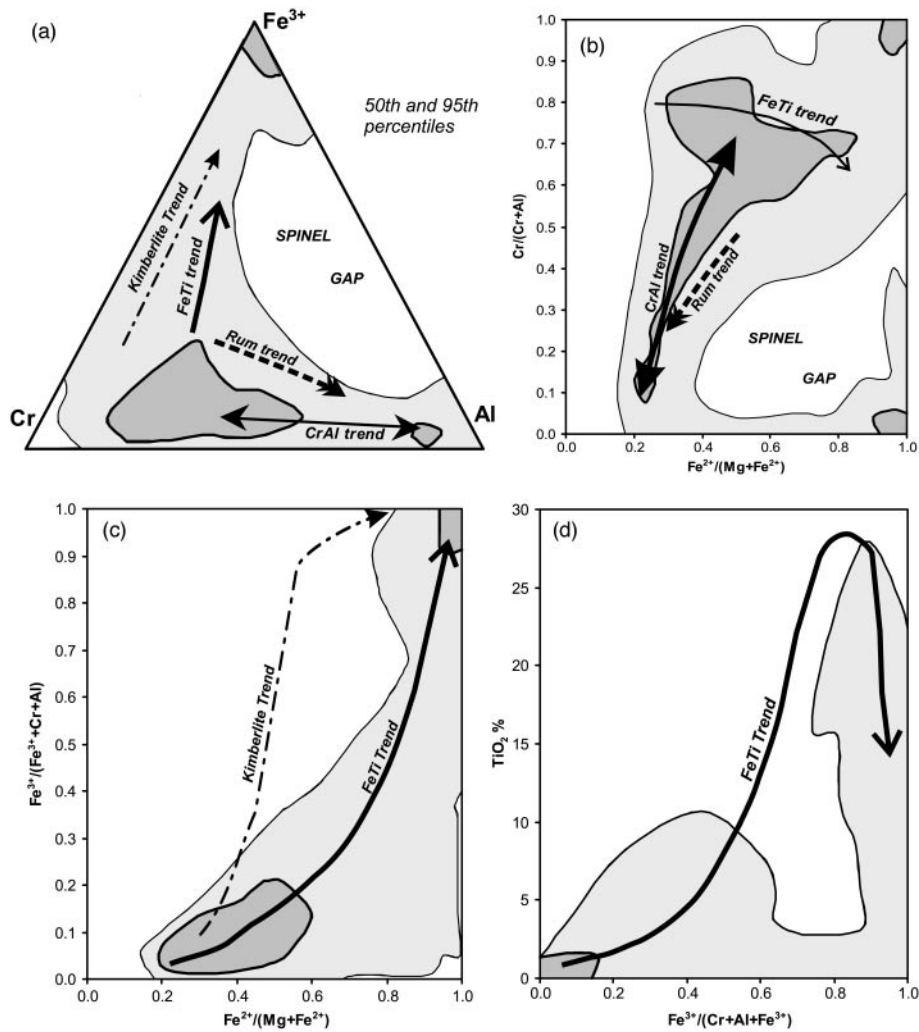 (a)
Fe3+
50th and 95th
percentiles
Kimberlite Trend
FeTi trend
SPINEL
GAP
Rum trend
Cr
Al
CrAl trend
(b)
1.0
0.9
0.8
0.7
0.6
0.5
0.4
0.3
0.2
0.1
0.0
Cr/(Cr+Al)
FeTi trend
CrAl trend
Rum trend
SPINEL
GAP
0.0 0.2 0.4 0.6 0.8 1.0
Fe2+/(Mg+Fe2+)
(c)
1.0
0.9
0.8
0.7
0.6
0.5
0.4
0.3
0.2
0.1
0.0
Fe3+/(Fe3++Cr+Al)
Kimberlite Trend
FeTi Trend
0.0 0.2 0.4 0.6 0.8 1.0
Fe2+/(Mg+Fe2+)
(d)
30
25
20
15
10
5
0
TiO2 %
FeTi Trend
0.0 0.2 0.4 0.6 0.8 1.0
Fe3+/(Cr+Al+Fe3+)